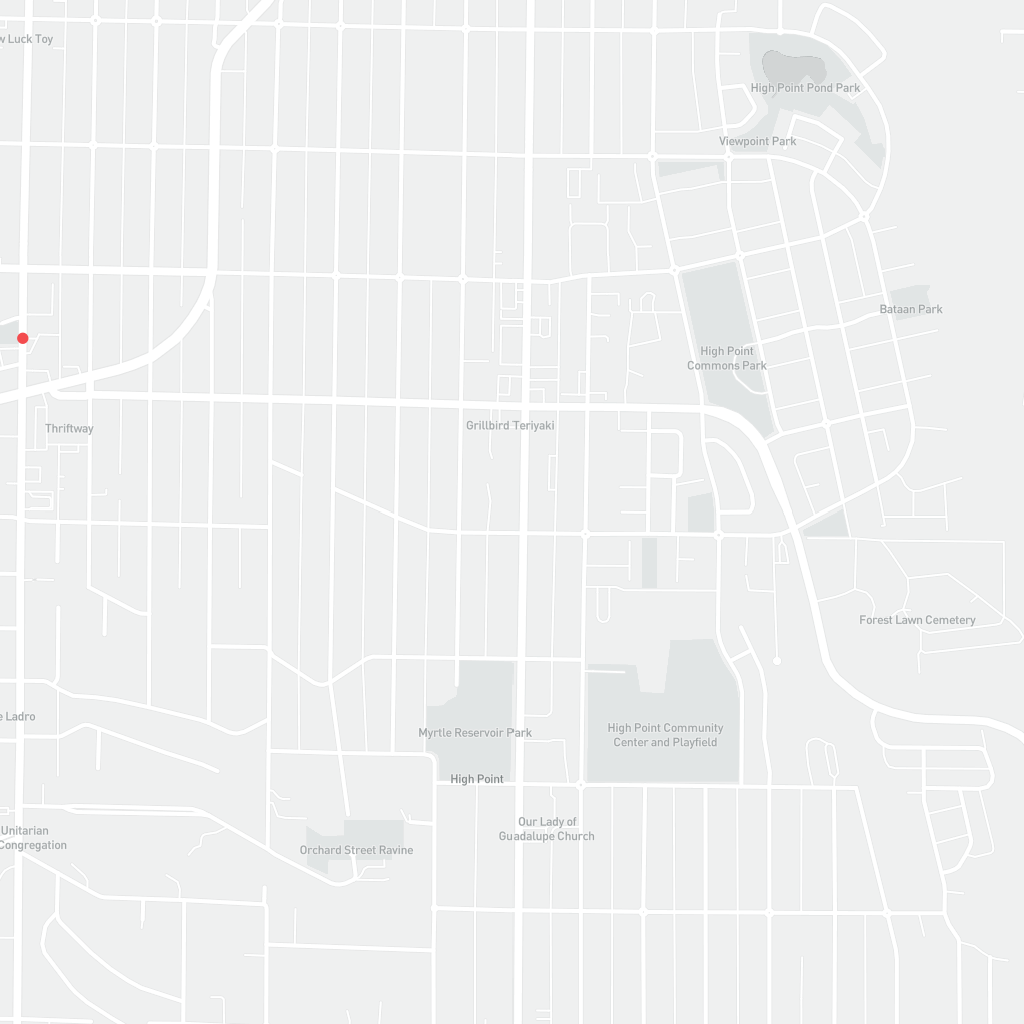 w Luck Toy
High Point Pond Park
Viewpoint Park
Bataan Park
High Point
Commons Park
Thriftway
Grillbird Teriyaki
Forest Lawn Cemetery
e Ladro
Myrtle Reservoir Park
High Point Community
Center and Playfield
High Point
Unitarian
Congregation
Our Lady of
Guadalupe Church
Orchard Street Ravine